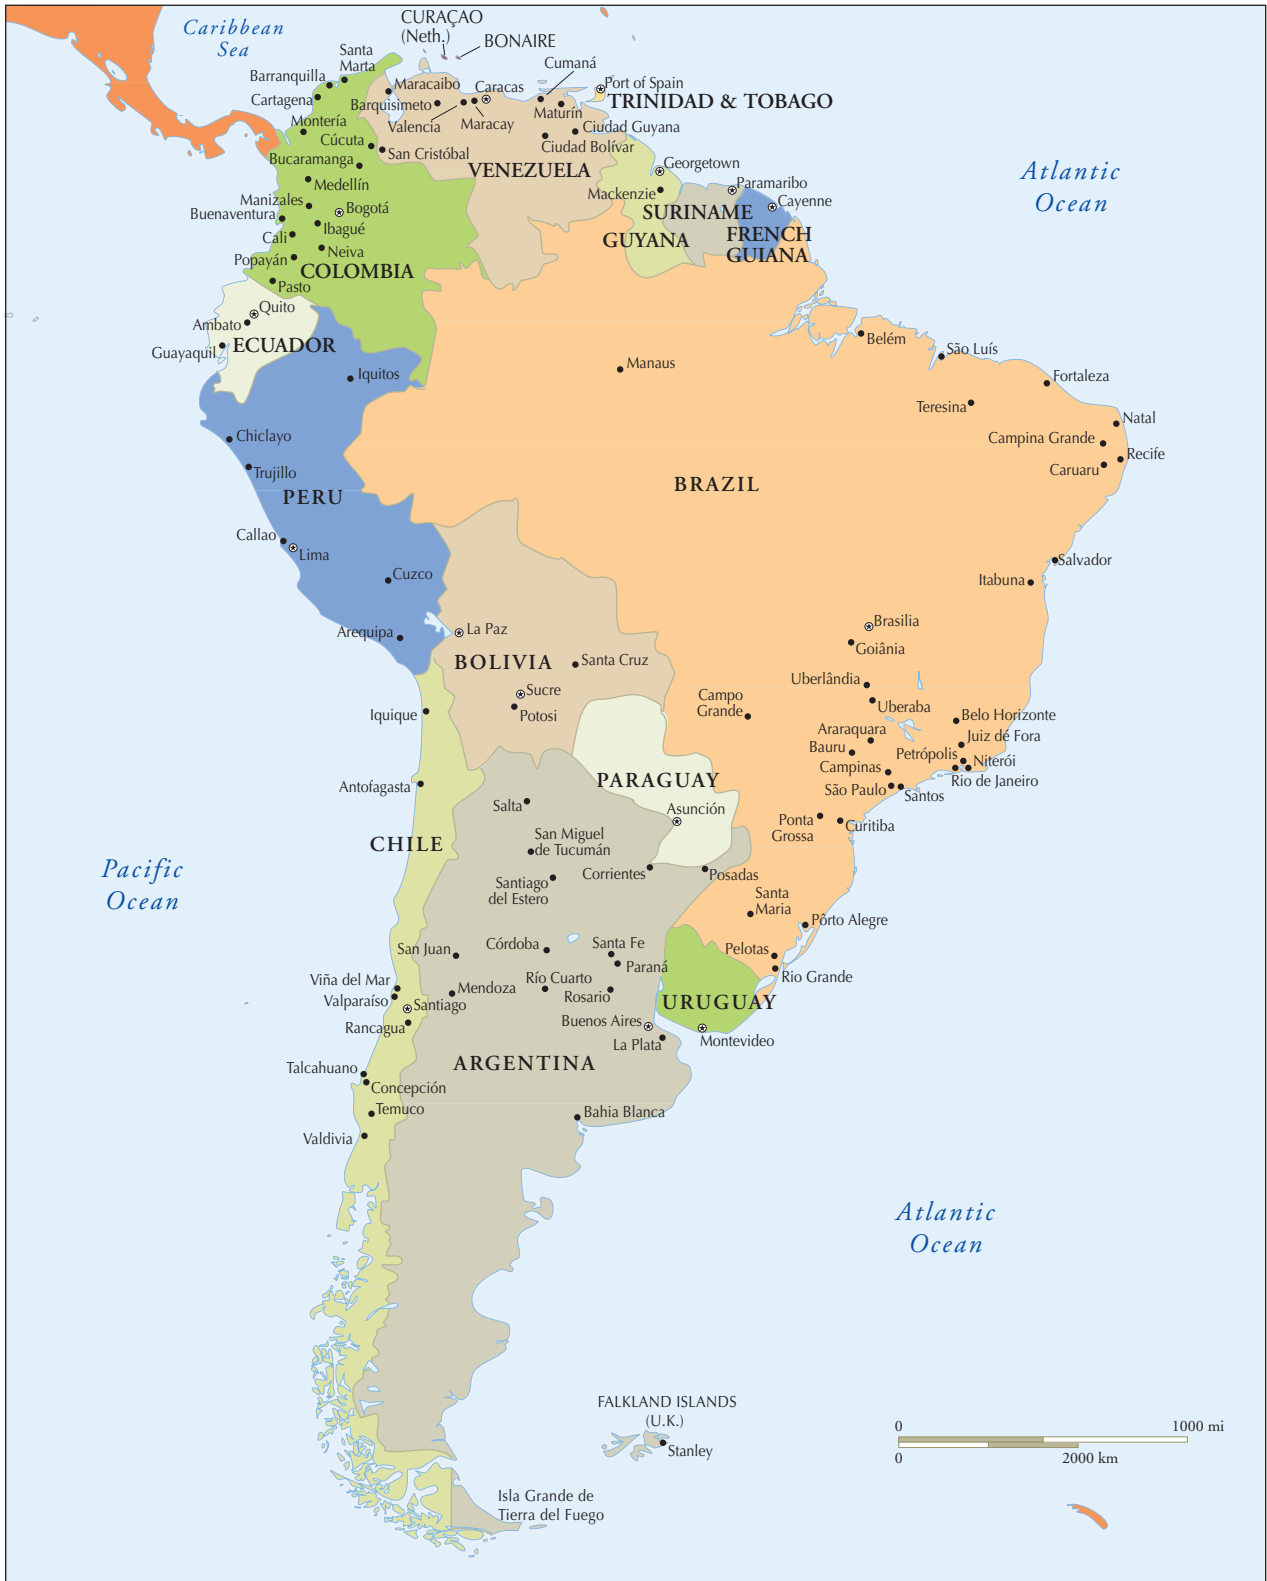 Caribbean
Sea
CURAÇAO
(Neth.)
BONAIRE
Santa
Marta
Cumaná
Barranquilla
Maracaibo
Caracas
Port of Spain
Cartagena
Barquisimeto
TRINIDAD & TOBAGO
Maturín
Montería
Valencia
Maracay
Ciudad Guyana
Cúcuta
San Cristóbal
Ciudad Bolívar
Bucaramanga
VENEZUELA
Georgetown
Atlantic
Ocean
Medellín
Mackenzie
Paramaribo
Manizales
Bogotá
Cayenne
Buenaventura
SURINAME
Ibagué
Cali
GUYANA
FRENCH
GUIANA
Neiva
Popayán
COLOMBIA
Pasto
Quito
Ambato
Guayaquil
ECUADOR
Belém
São Luís
Manaus
Iquitos
Fortaleza
Teresina
Natal
Chiclayo
Campina Grande
Recife
Trujillo
Caruaru
BRAZIL
PERU
Callao
Lima
Salvador
Cuzco
Itabuna
Arequipa
La Paz
Brasilia
Goiânia
BOLIVIA
Santa Cruz
Uberlândia
Sucre
Campo
Grande
Uberaba
Iquique
Potosi
Belo Horizonte
Araraquara
Juiz de Fora
Bauru
Petrópolis
Niterói
Campinas
PARAGUAY
Rio de Janeiro
Antofagasta
São Paulo
Santos
Salta
Asunción
Ponta
Grossa
Curitiba
San Miguel
de Tucumán
CHILE
Pacific
Ocean
Corrientes
Posadas
Santiago
del Estero
Santa
Maria
Pôrto Alegre
San Juan
Córdoba
Santa Fe
Pelotas
Paraná
Rio Grande
Viña del Mar
Río Cuarto
Mendoza
Valparaíso
Santiago
Rosario
URUGUAY
Rancagua
Buenos Aires
La Plata
Montevideo
ARGENTINA
Talcahuano
Concepción
Temuco
Bahia Blanca
Valdivia
Atlantic
Ocean
FALKLAND ISLANDS
(U.K.)
Stanley
0 1000 mi
0 2000 km
Isla Grande de
Tierra del Fuego